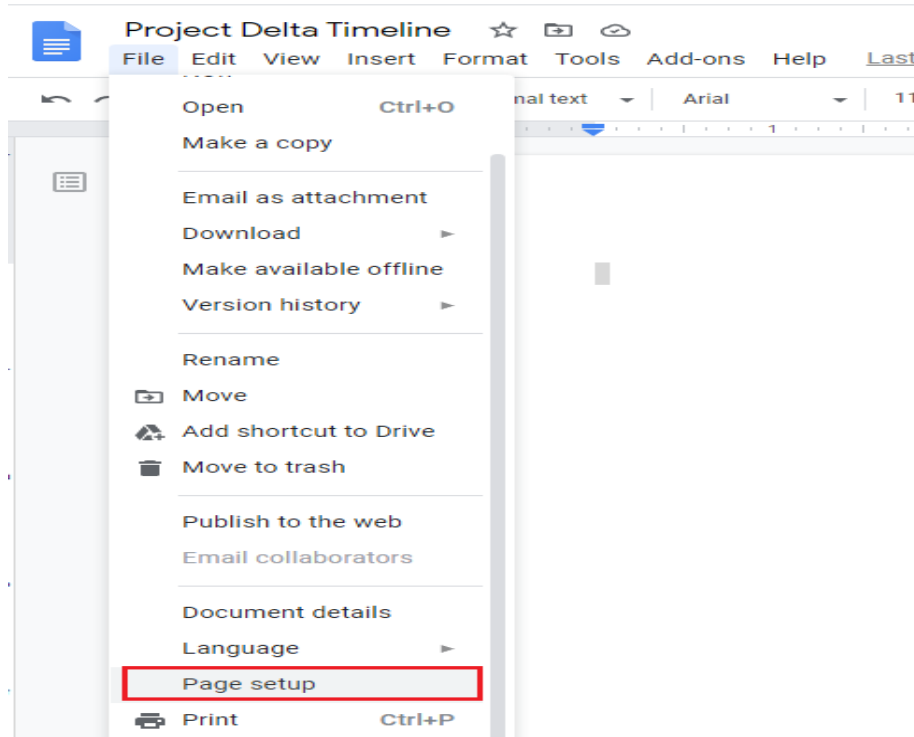 Project Delta Timeline
File Edit View Insert Format Tools Add-ons Help Last
Arial 11
Open Ctrl+O
1
Make a copy
Email as attachment
Download
Make available offline
Version history
Rename
Move
Add shortcut to Drive
Move to trash
Publish to the web
Email collaborators
Document details
Language
Page setup
Print Ctrl+P